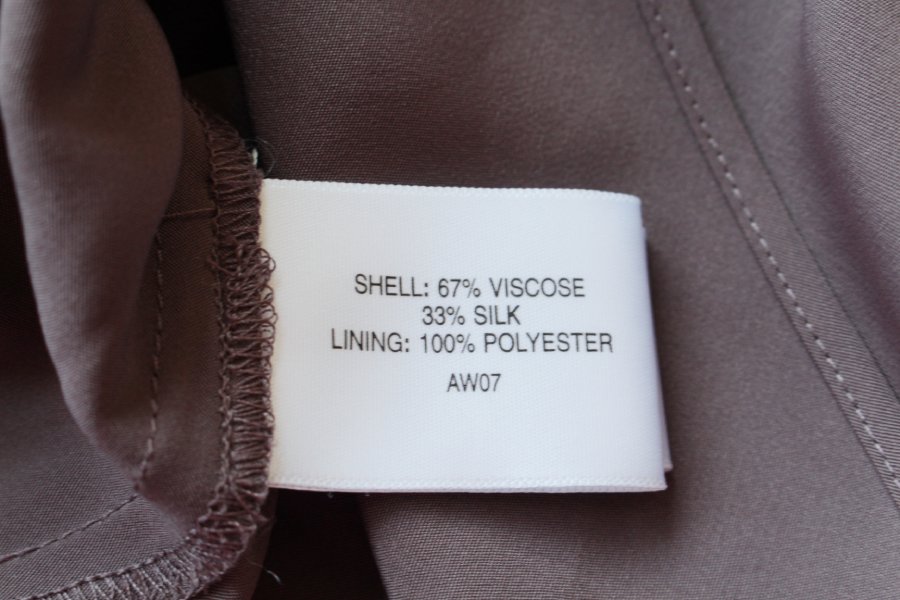 SHELL: 67% VISCOSE
33% SILK
LINING: 100% POLYESTER
AW07